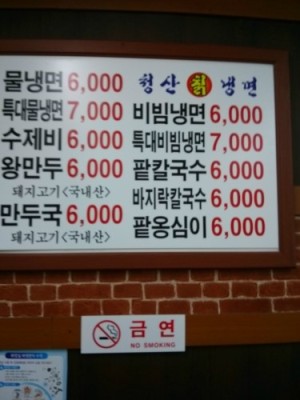 물냉면 6,000
특대물냉면 7,000
수제비 6,000
왕만두 6,000
돼지고기<국내산>
만두국 6,000
돼지고기<국내산>
청산 칡 냉면
비빔냉면 6,000
특대비빔냉면 7,000
팥칼국수 6,000
바지락칼국수 6,000
팥옹심이 6,000
금연
NO SMOKING